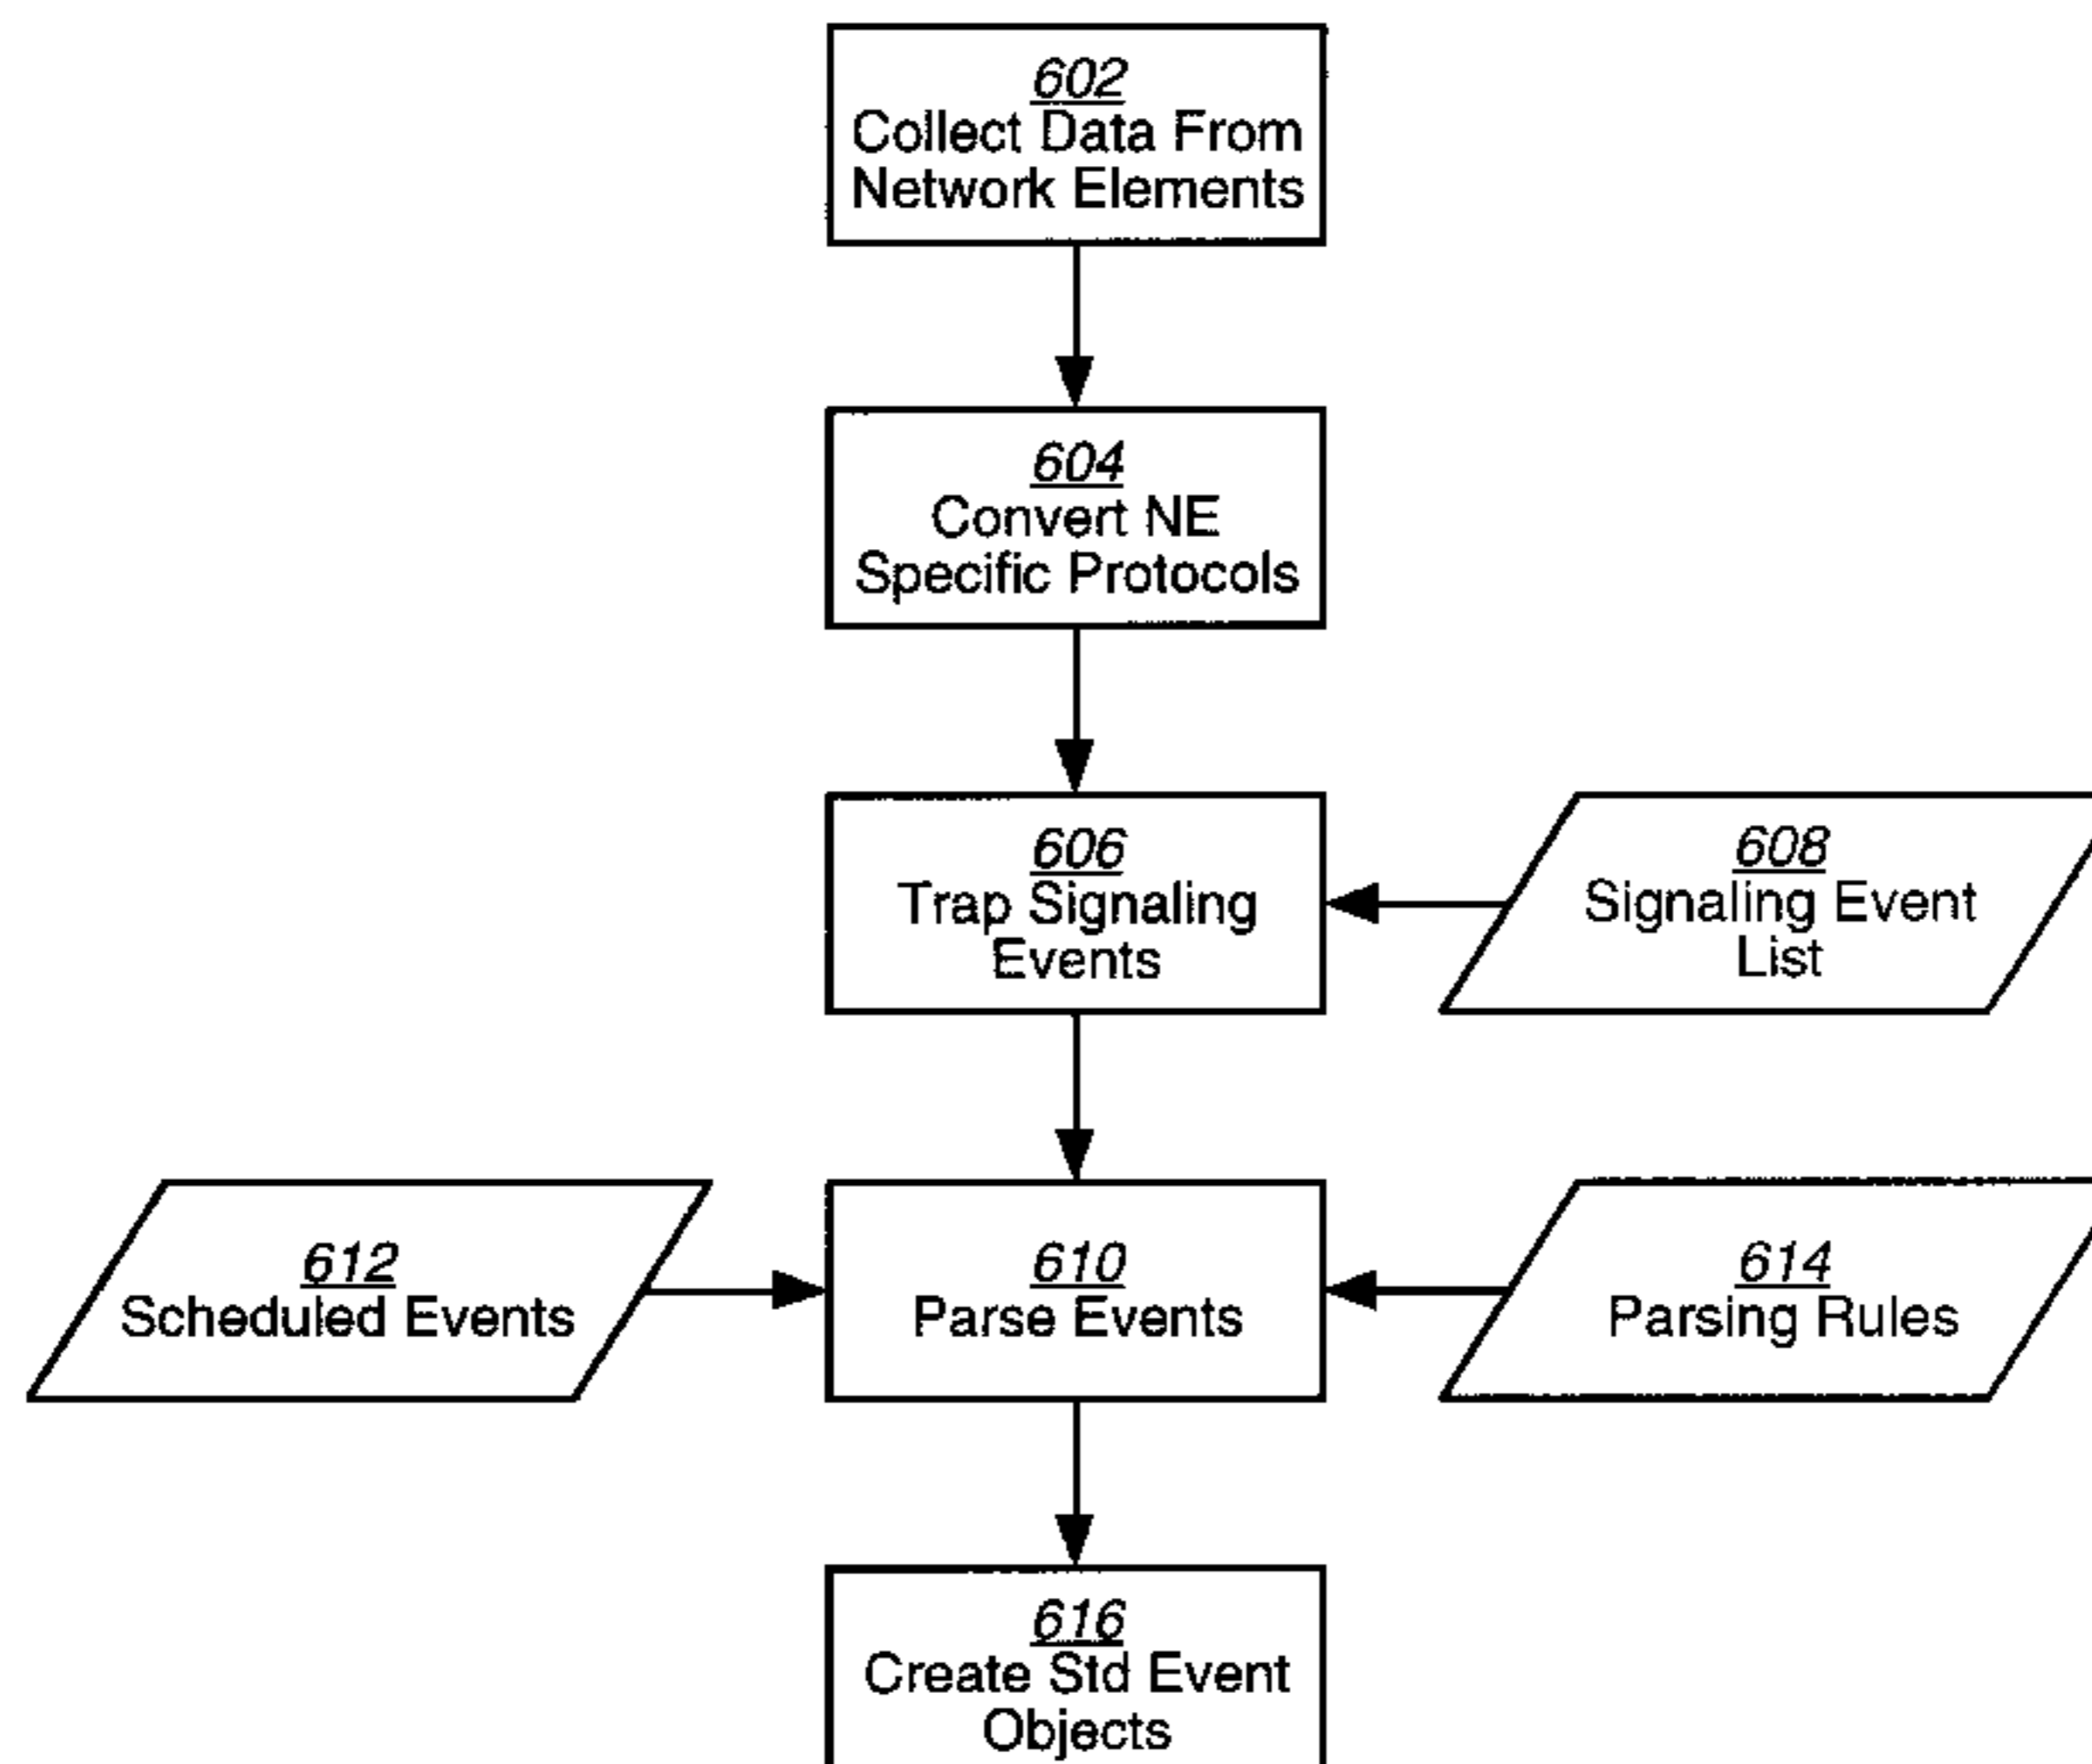 602
Collect Data From
Network Elements
604
Convert NE
Specific Protocols
606
Trap Signaling
Events
608
Signaling Event
List
612
Scheduled Events
610
Parse Events
614
Parsing Rules
616
Create Std Event
Objects